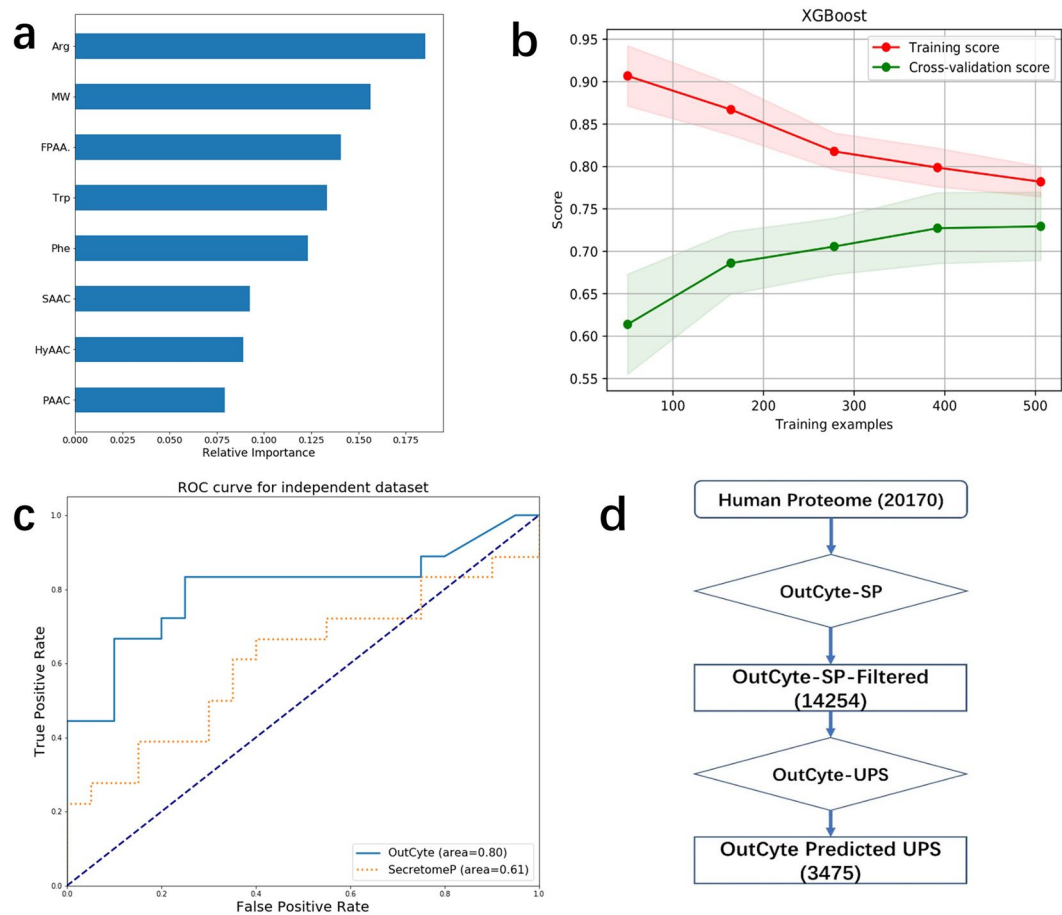 a
Arg
MW
FPAA.
Trp
Phe
SAAC
HyAAC
PAAC
0.000 0.025 0.050 0.075 0.100 0.125 0.150 0.175
Relative Importance
b
XGBoost
Training score
Cross-validation score
0.95
0.90
0.85
0.80
0.75
0.70
0.65
0.60
0.55
Score
100 200 300 400 500
Training examples
c
ROC curve for independent dataset
1.0
0.8
0.6
0.4
0.2
0.0
True Positive Rate
OutCyte (area=0.80)
SecretomeP (area=0.61)
0.0 0.2 0.4 0.6 0.8 1.0
False Positive Rate
d
Human Proteome (20170)
OutCyte-SP
OutCyte-SP-Filtered
(14254)
OutCyte-UPS
OutCyte Predicted UPS
(3475)